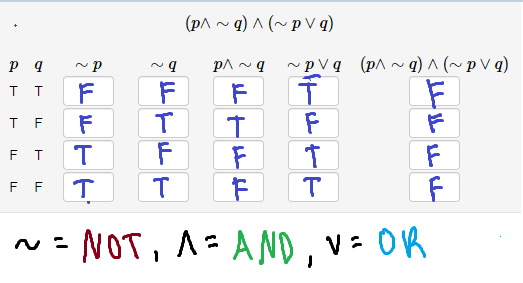 (p∧ ~ q) ∧ (~ p ∨ q)
p q ~ p ~ q p∧ ~ q ~ p ∨ q (p∧ ~ q) ∧ (~ p ∨ q)
T T F F F T F
T F F T T F F
F T T F F T F
F F T T F T F
~ = NOT, ∧ = AND, ∨ = OR